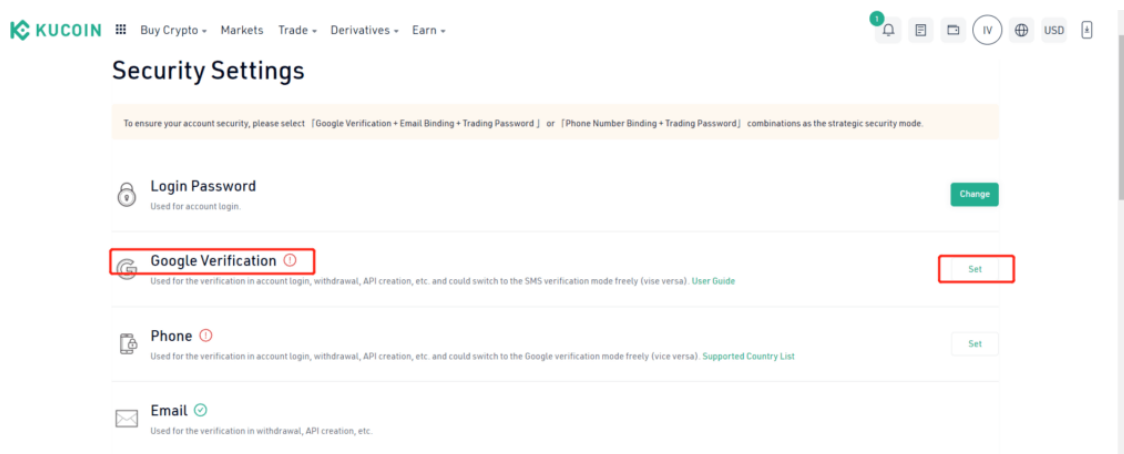 KUCOIN Buy Crypto Markets Trade Derivatives Earn 1 IV USD
Security Settings
To ensure your account security, please select 「Google Verification + Email Binding + Trading Password 」 or 「Phone Number Binding + Trading Password」 combinations as the strategic security mode.
Login Password
Used for account login.
Change
Google Verification
Used for the verification in account login, withdrawal, API creation, etc. and could switch to the SMS verification mode freely (vise versa). User Guide
Set
Phone
Used for the verification in account login, withdrawal, API creation, etc. and could switch to the Google verification mode freely (vice versa). Supported Country List
Set
Email
Used for the verification in withdrawal, API creation, etc.